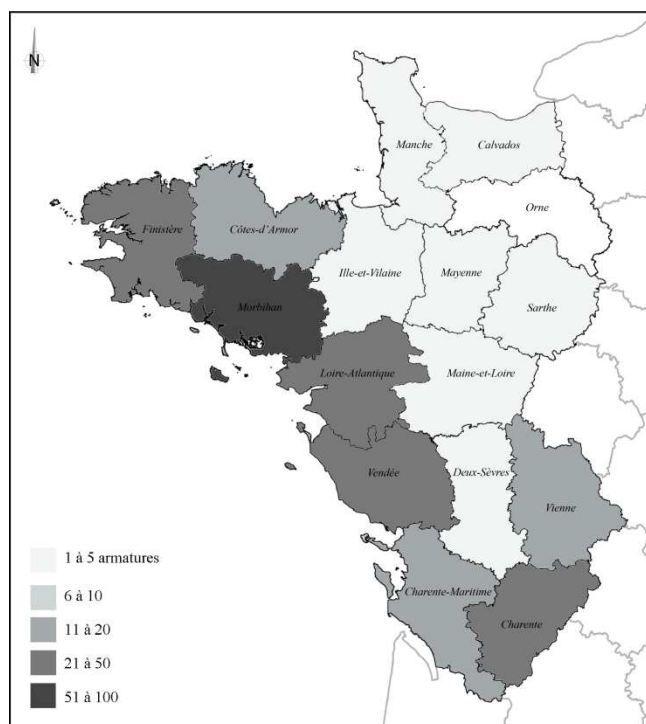 N
Manche
Calvados
Orne
Finistère
Côtes-d'Armor
Ille-et-Vilaine
Mayenne
Sarthe
Morbihan
Loire-Atlantique
Maine-et-Loire
Vendée
Deux-Sèvres
Vienne
Charente-Maritime
Charente
1 à 5 armatures
6 à 10
11 à 20
21 à 50
51 à 100